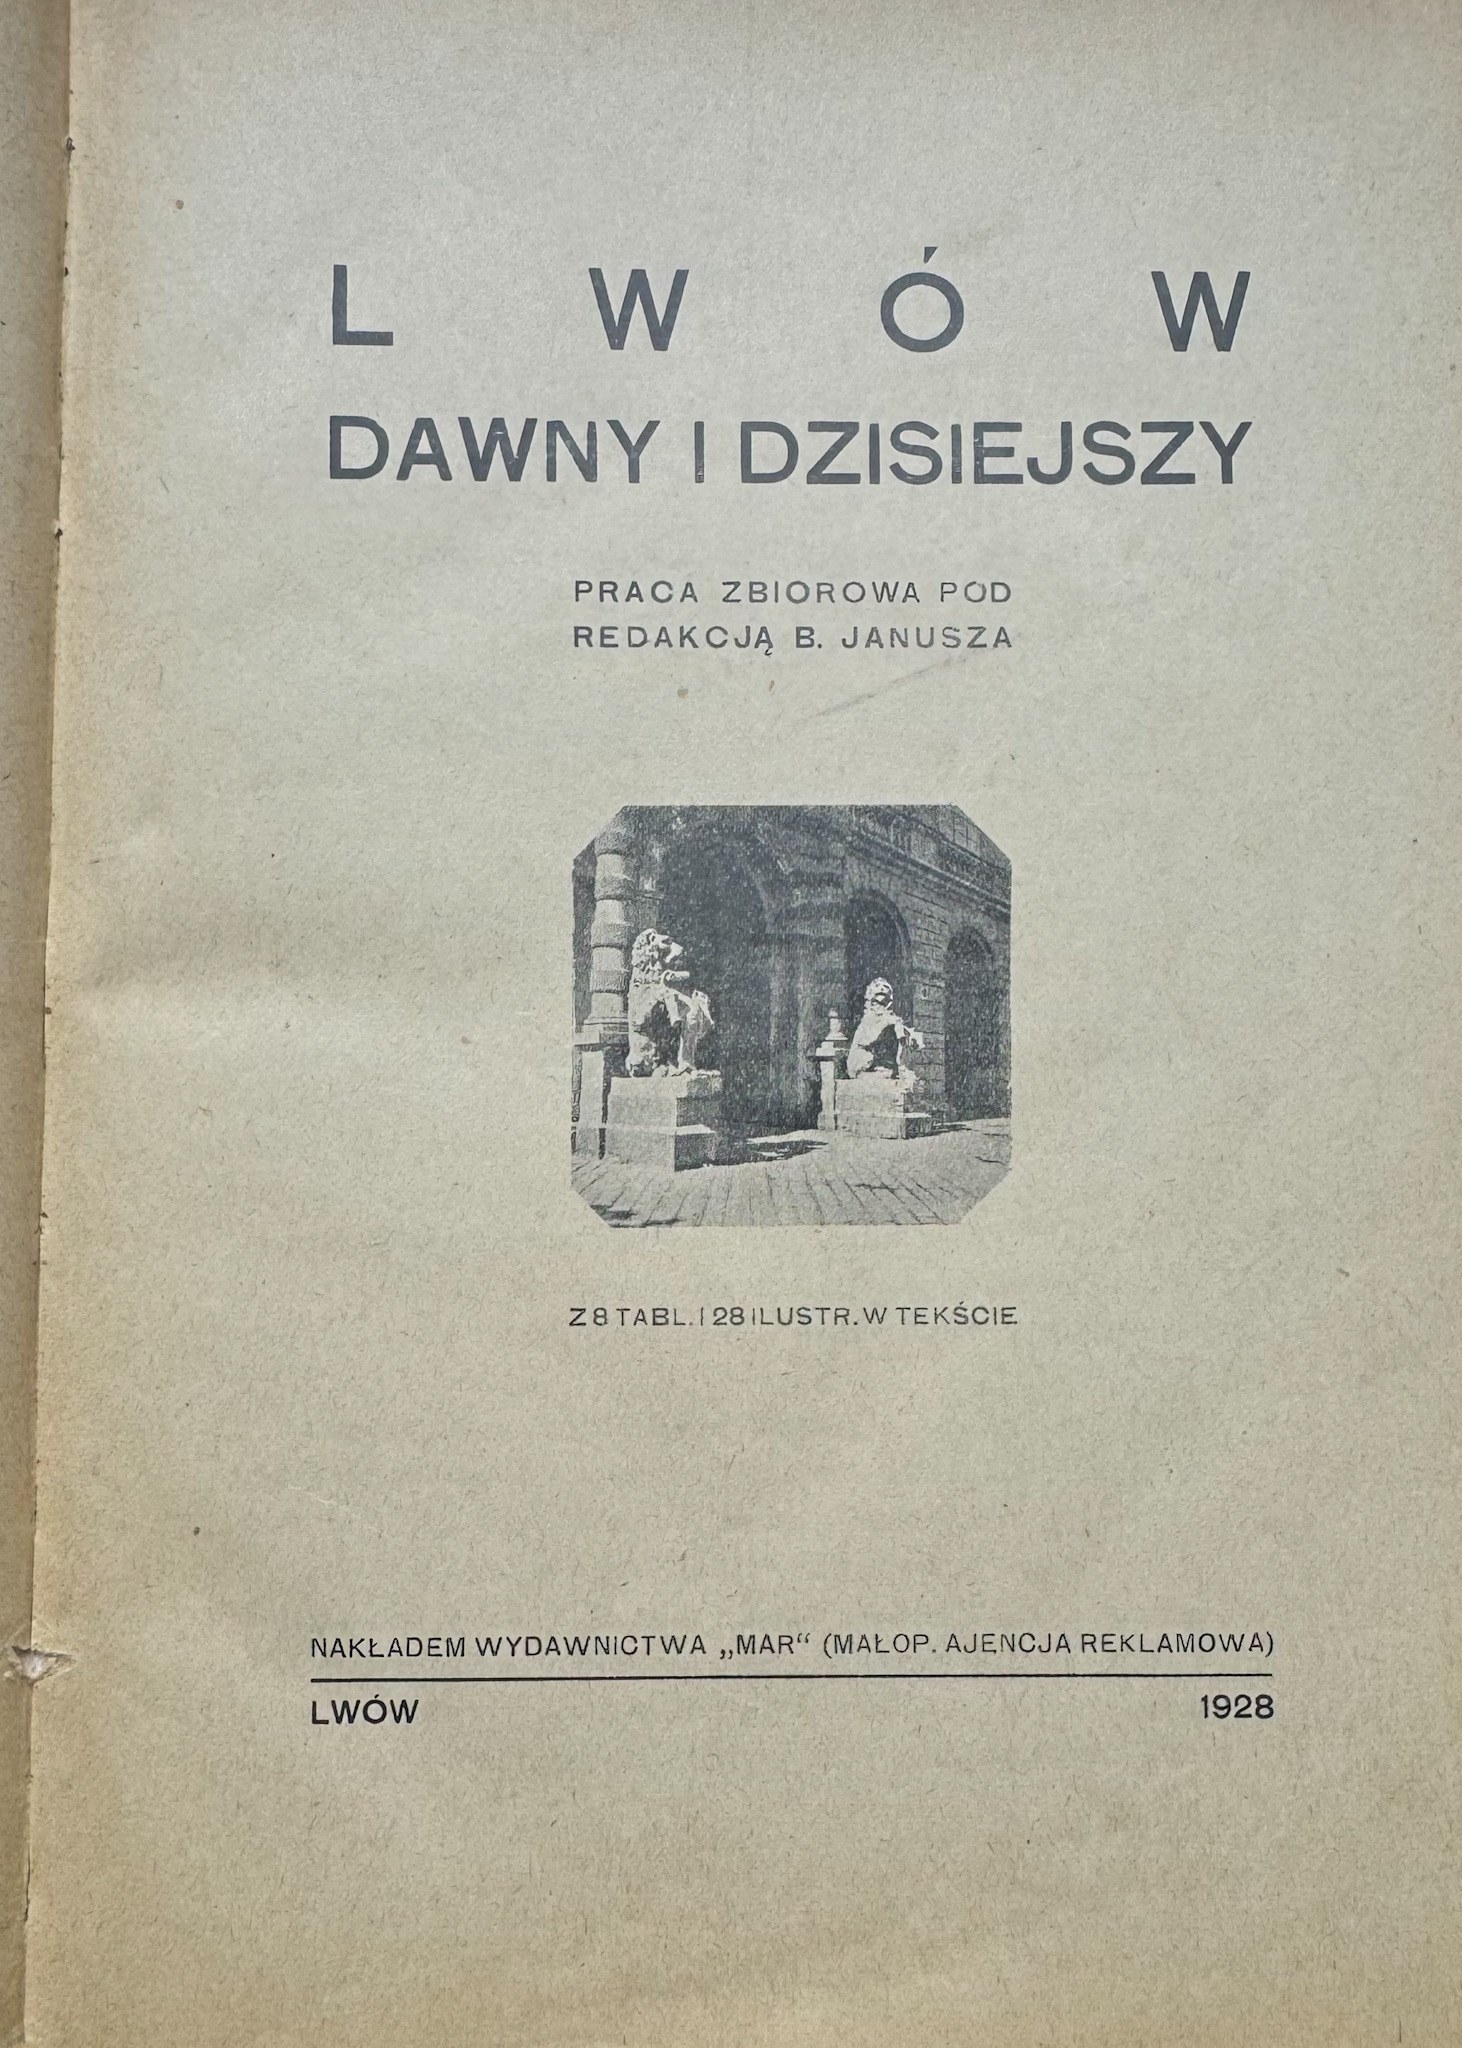 LWÓW
DAWNY I DZISIEJSZY
PRACA ZBIOROWA POD
REDAKCJĄ B. JANUSZA
Z 8 TABL. I 28 ILUSTR. W TEKŚCIE
NAKŁADEM WYDAWNICTWA „MAR“ (MAŁOP. AJENCJA REKLAMOWA)
LWÓW 1928